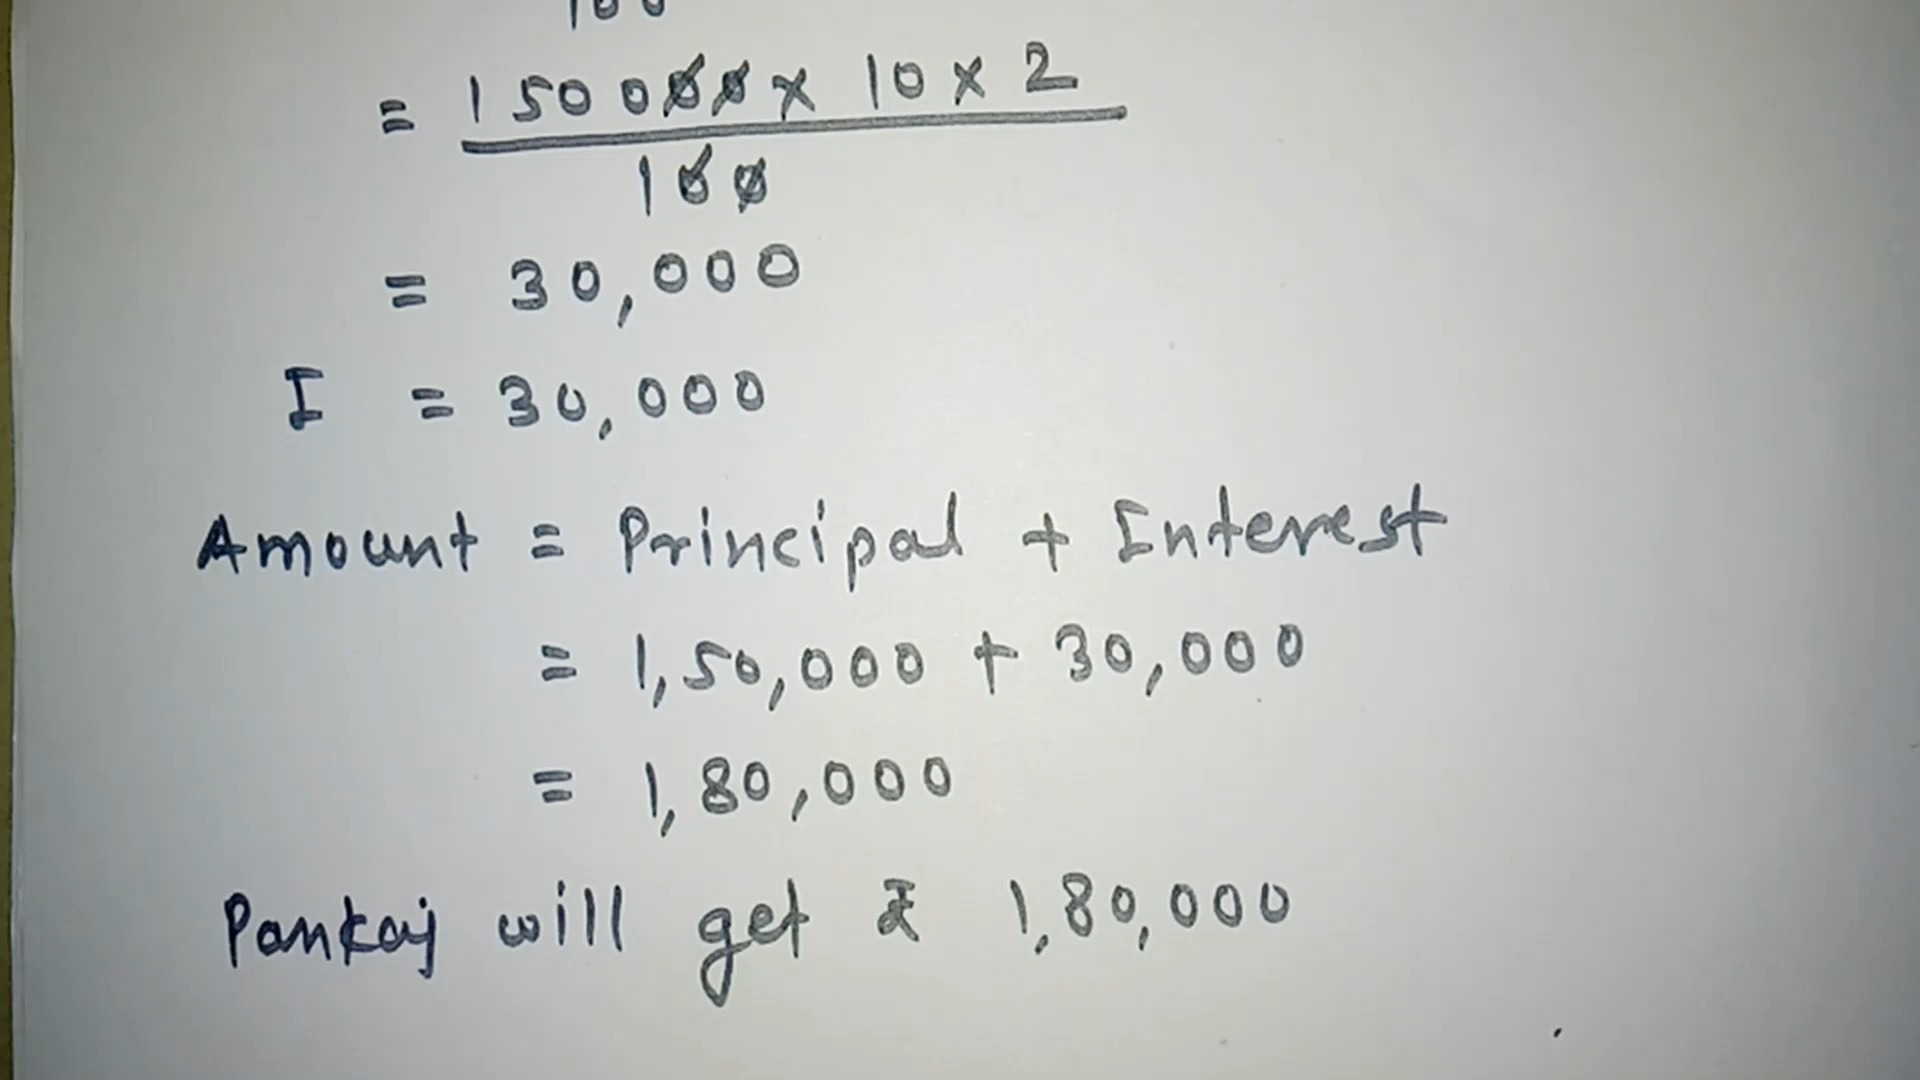 100
= 150000 x 10 x 2
100
= 30,000
I = 30,000
Amount = Principal + Interest
= 1,50,000 + 30,000
= 1,80,000
Pankaj will get ₹ 1,80,000